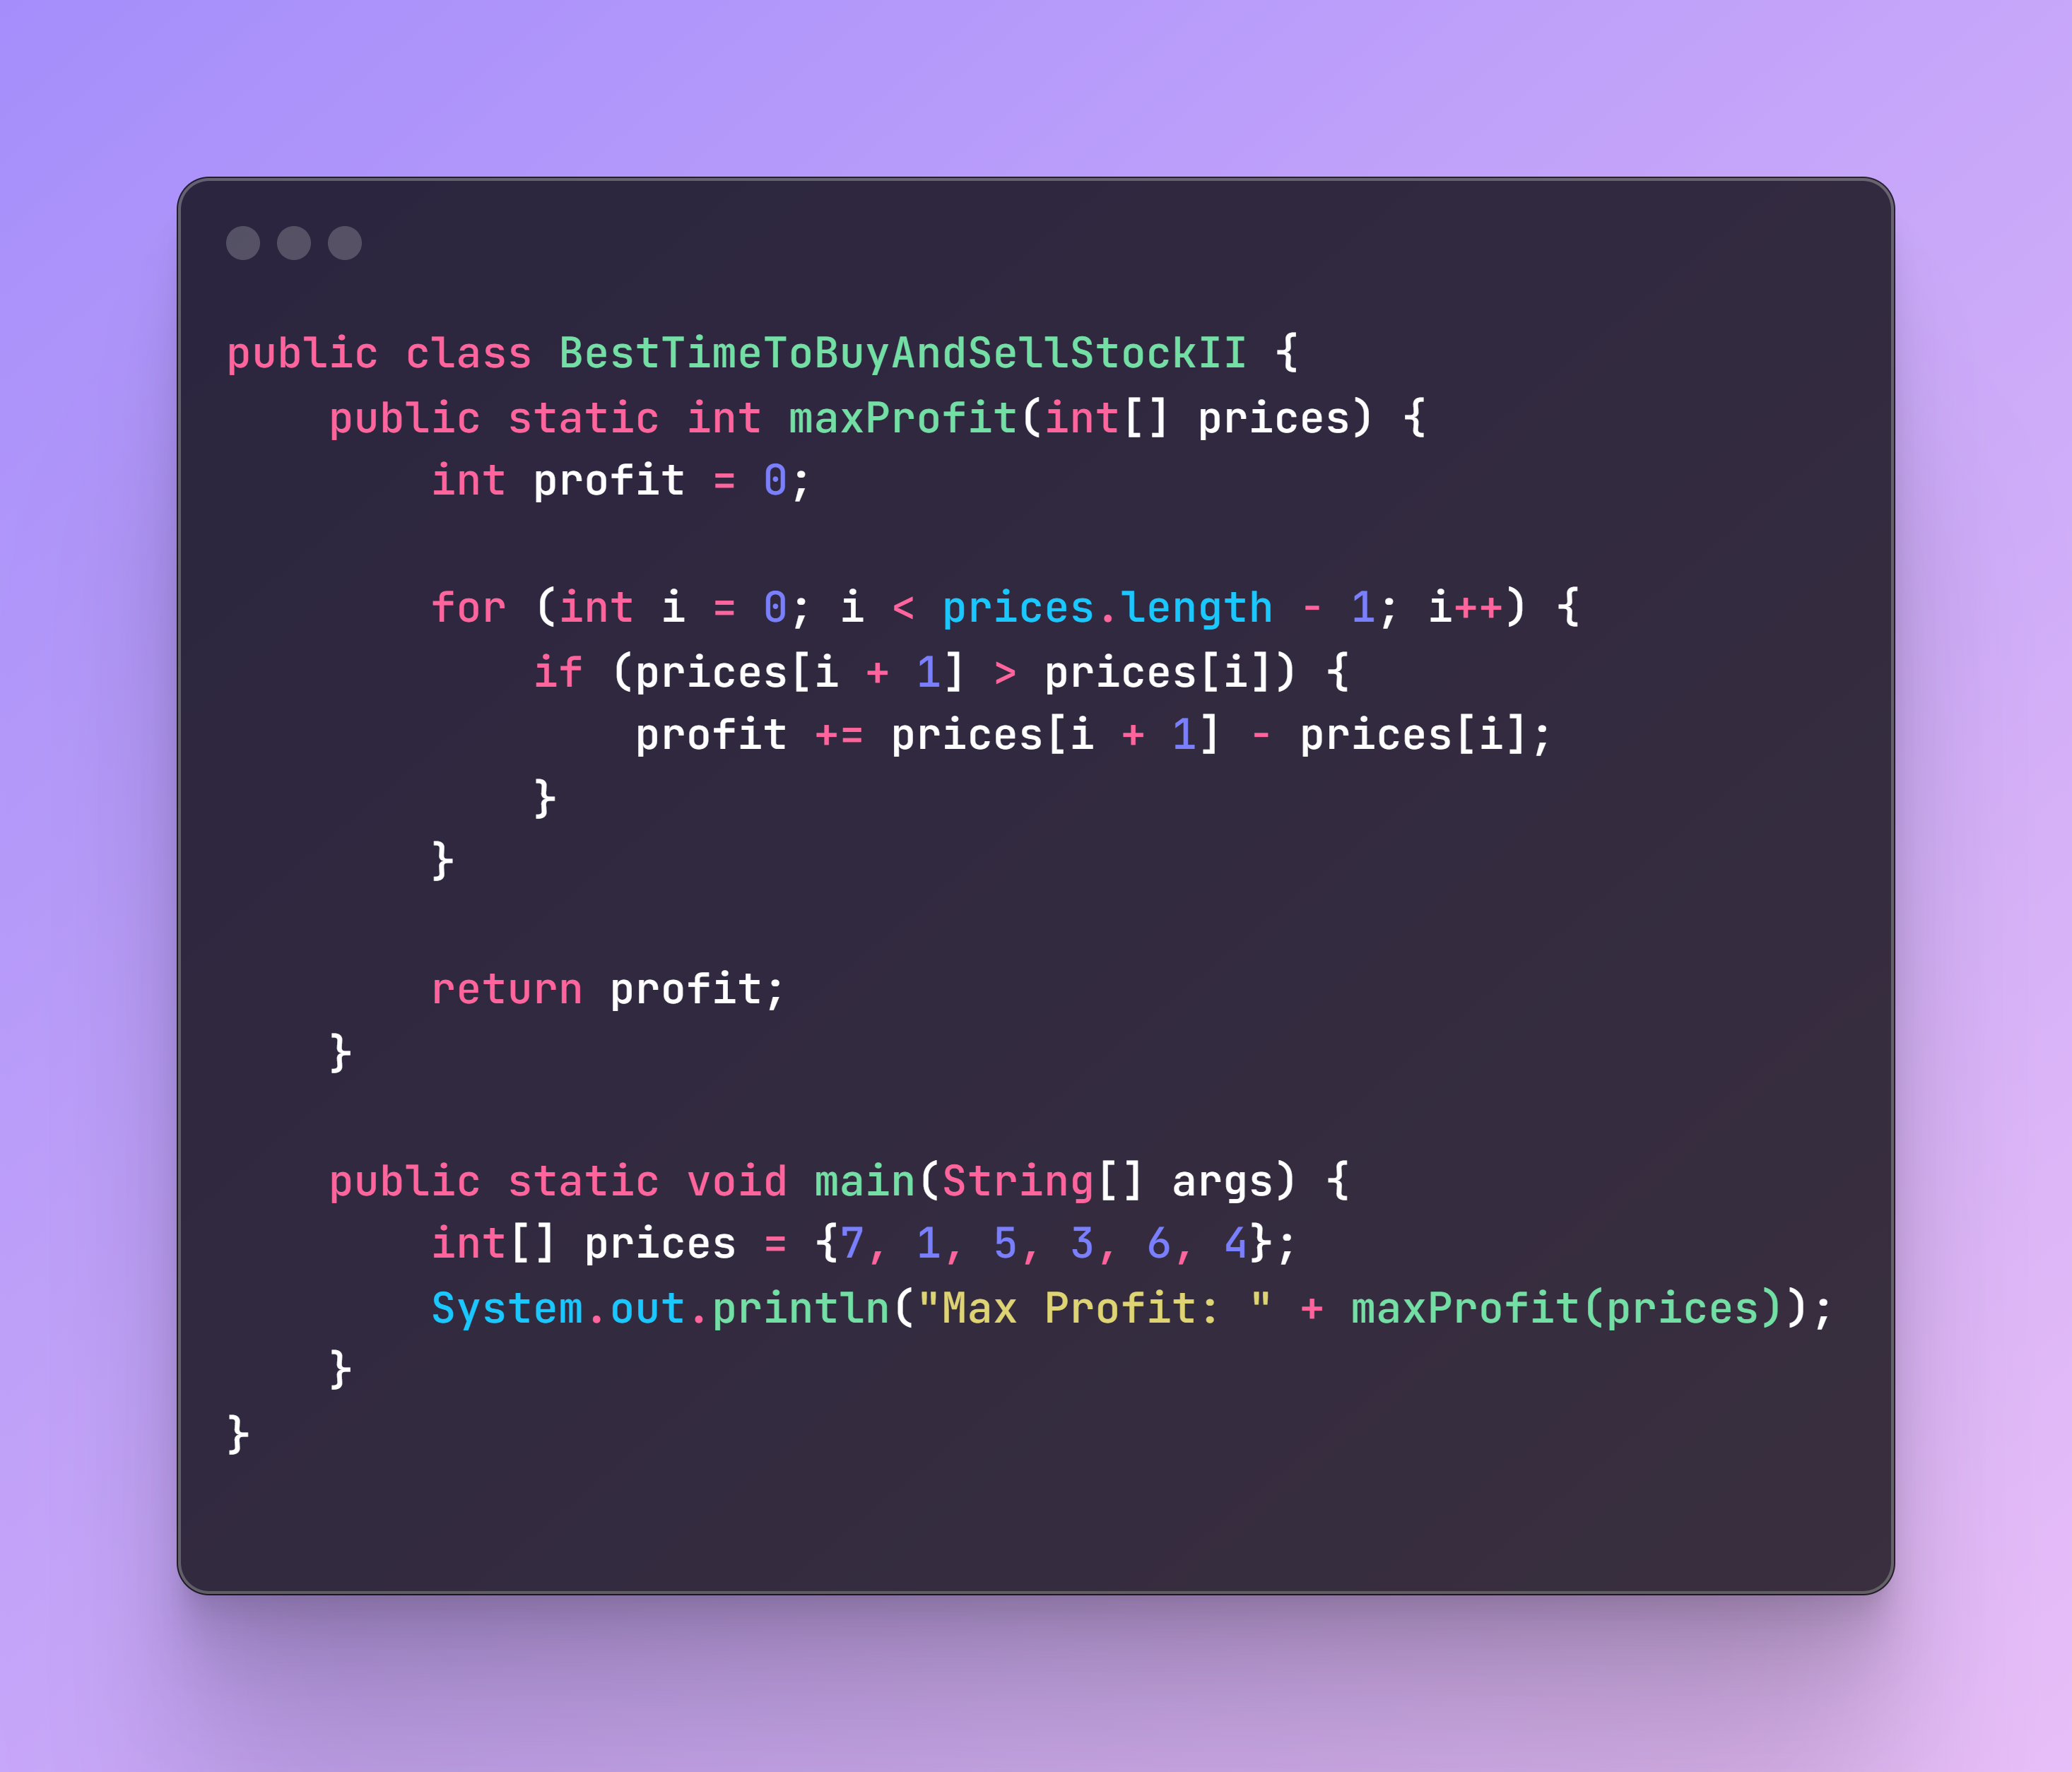 public class BestTimeToBuyAndSellStockII {
    public static int maxProfit(int[] prices) {
        int profit = 0;

        for (int i = 0; i < prices.length - 1; i++) {
            if (prices[i + 1] > prices[i]) {
                profit += prices[i + 1] - prices[i];
            }
        }

        return profit;
    }

    public static void main(String[] args) {
        int[] prices = {7, 1, 5, 3, 6, 4};
        System.out.println("Max Profit: " + maxProfit(prices));
    }
}